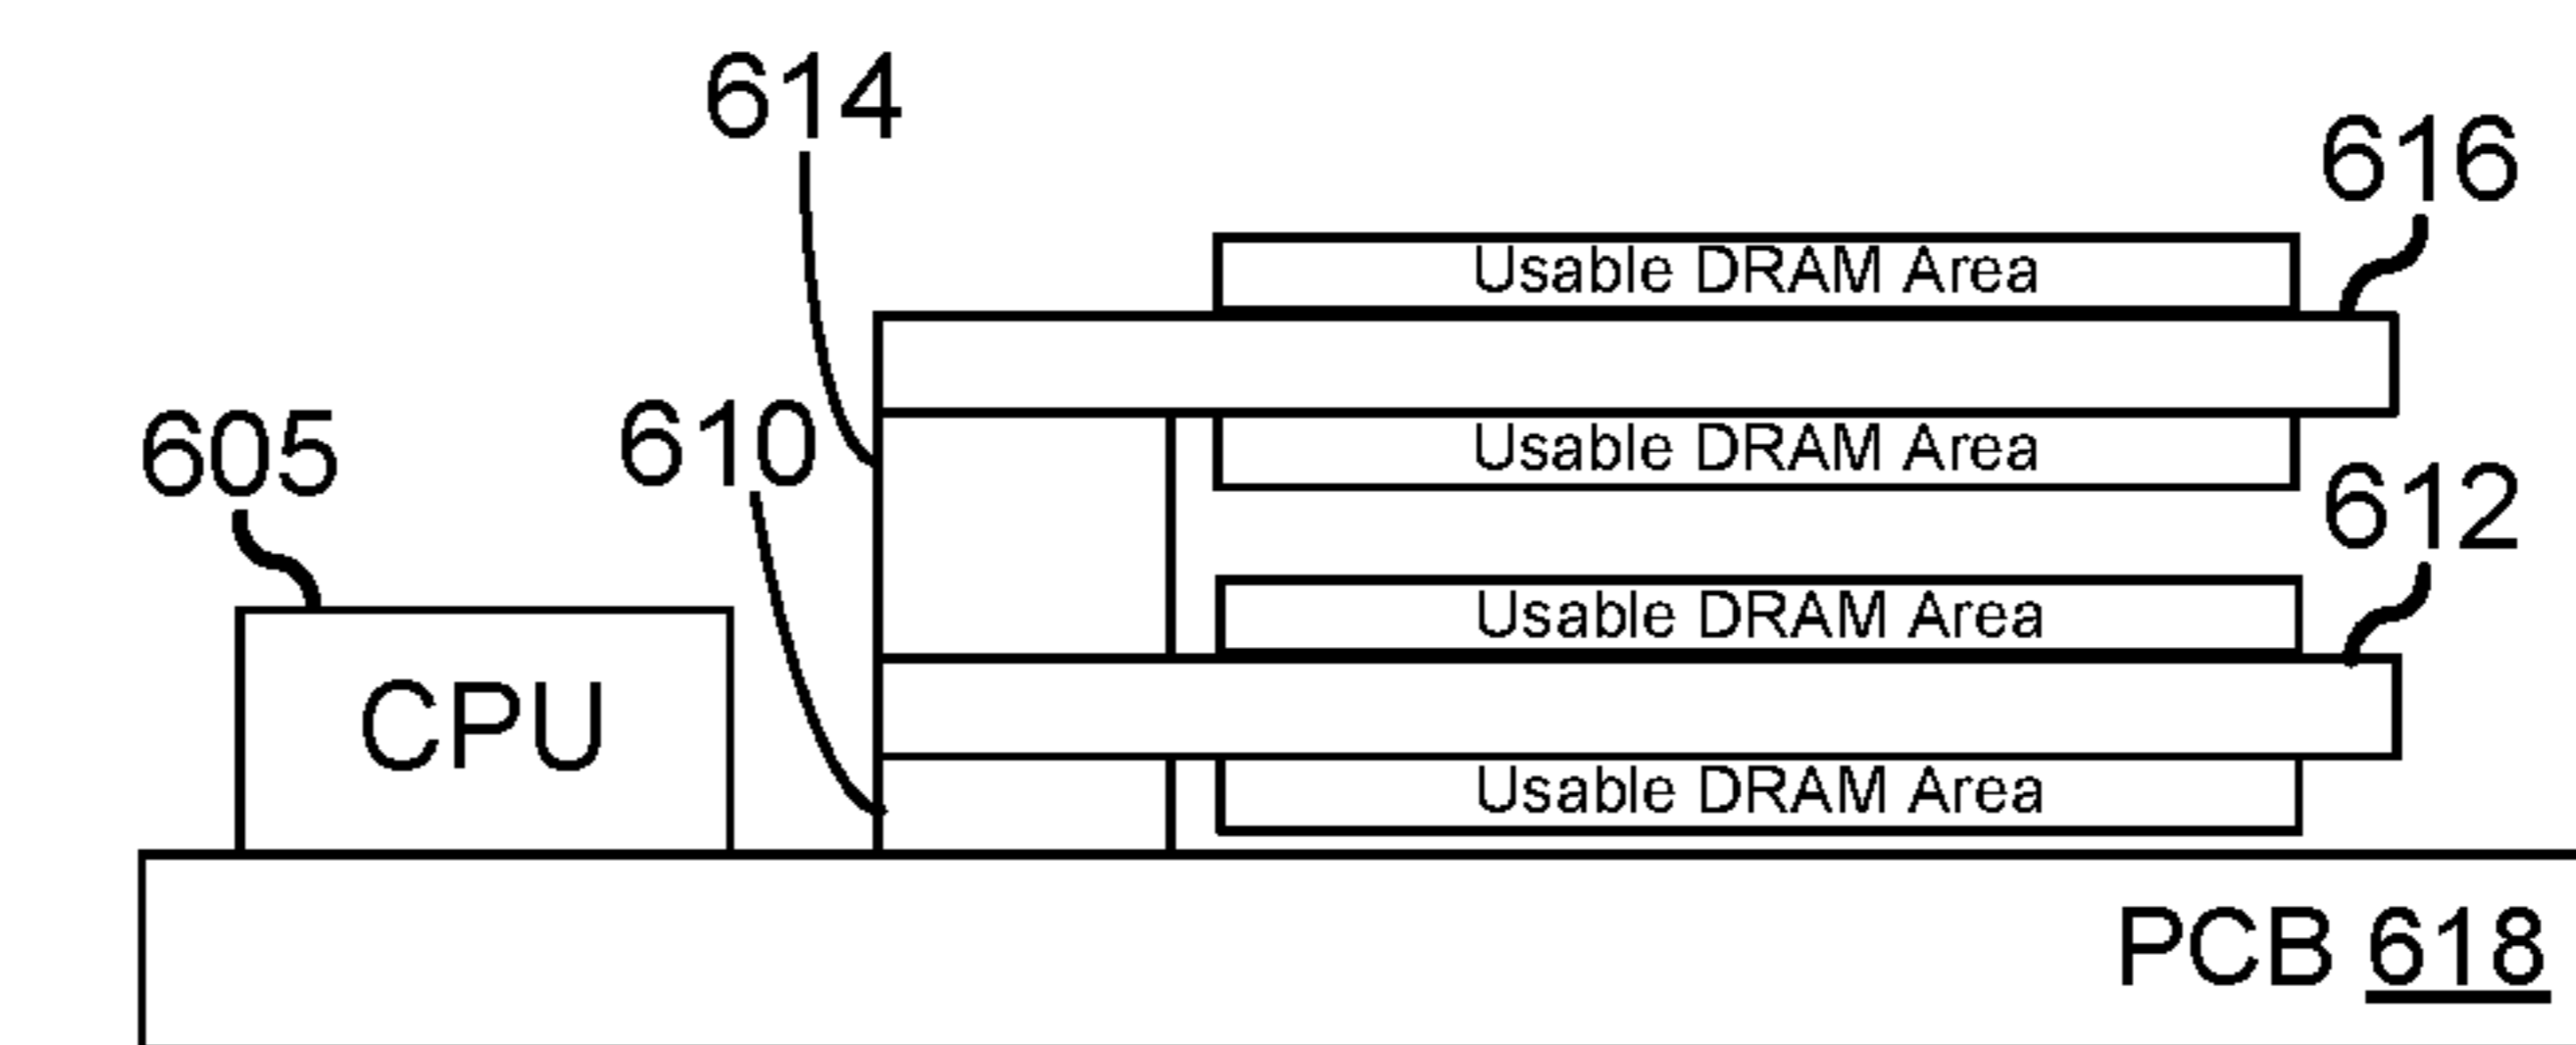 614
616
Usable DRAM Area
610
605
Usable DRAM Area
612
Usable DRAM Area
CPU
Usable DRAM Area
PCB 618